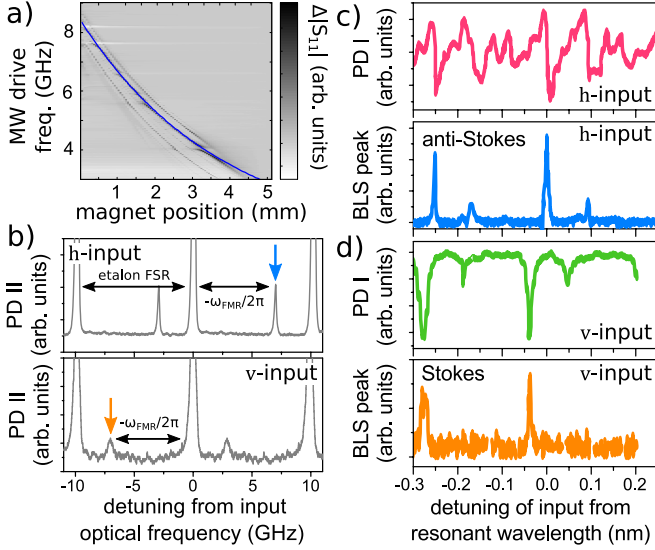 a)
MW drive
freq. (GHz)
8
6
4
1 2 3 4 5
magnet position (mm)
Δ|S₁₁|
(arb. units)
b)
h-input
etalon FSR
-ωFMR/2π
PD II
(arb. units)
v-input
-ωFMR/2π
PD II
(arb. units)
-10 -5 0 5 10
detuning from input
optical frequency (GHz)
c)
PD I
(arb. units)
h-input
anti-Stokes
h-input
BLS peak
(arb. units)
d)
PD I
(arb. units)
v-input
Stokes
v-input
BLS peak
(arb. units)
-0.3 -0.2 -0.1 0.0 0.1 0.2 0.3
detuning of input from
resonant wavelength (nm)